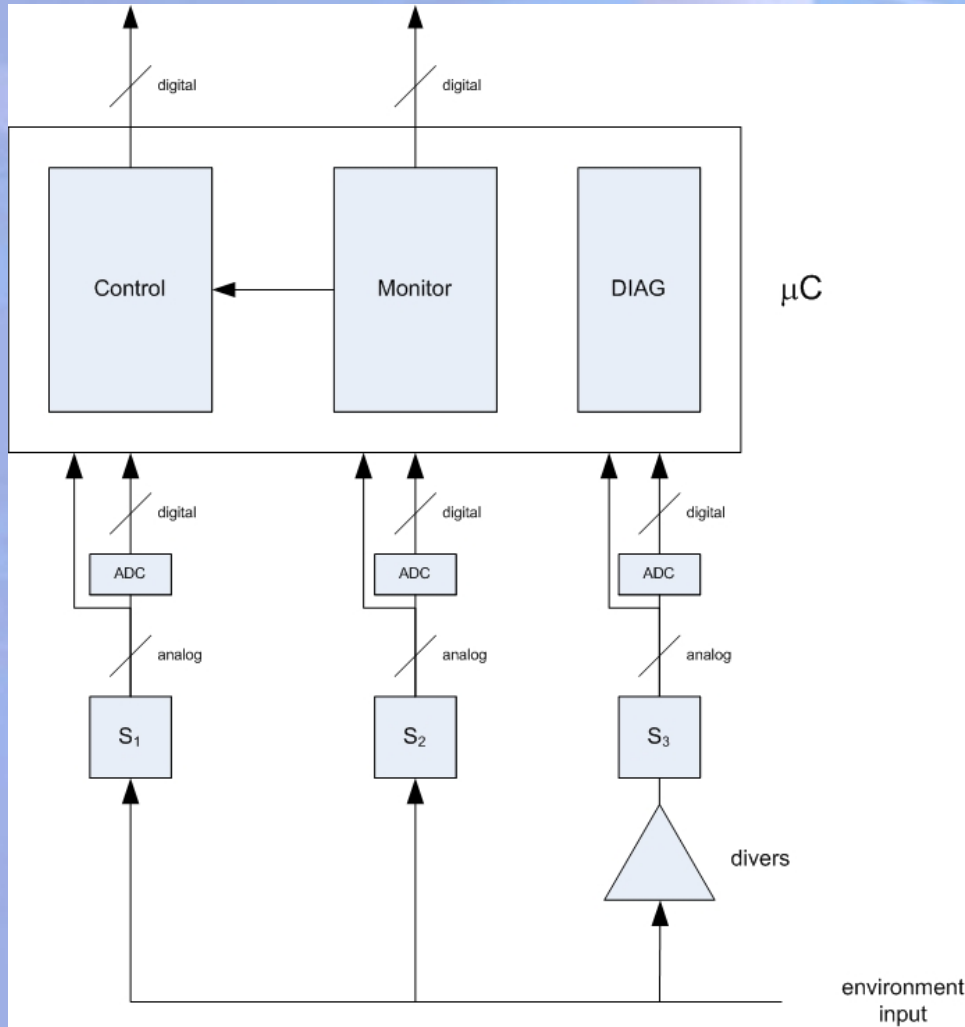 digital digital
Control Monitor DIAG μC
digital digital digital
ADC ADC ADC
analog analog analog
S₁ S₂ S₃
divers
environment
input